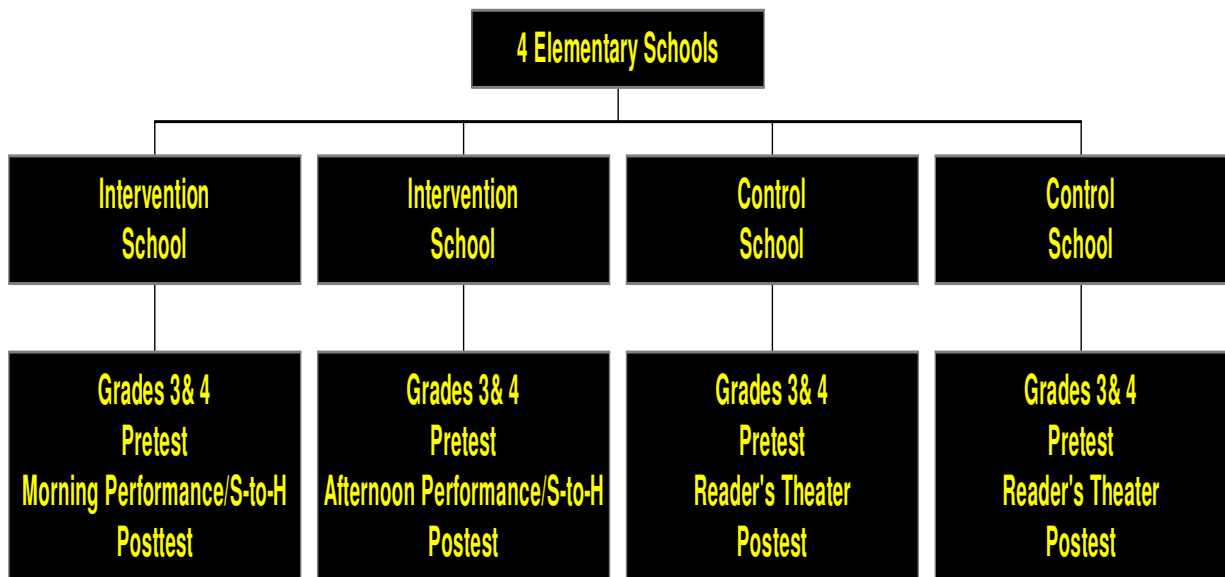 4 Elementary Schools
Intervention
School
Intervention
School
Control
School
Control
School
Grades 3& 4
Pretest
Morning Performance/S-to-H
Posttest
Grades 3& 4
Pretest
Afternoon Performance/S-to-H
Postest
Grades 3& 4
Pretest
Reader's Theater
Postest
Grades 3& 4
Pretest
Reader's Theater
Postest